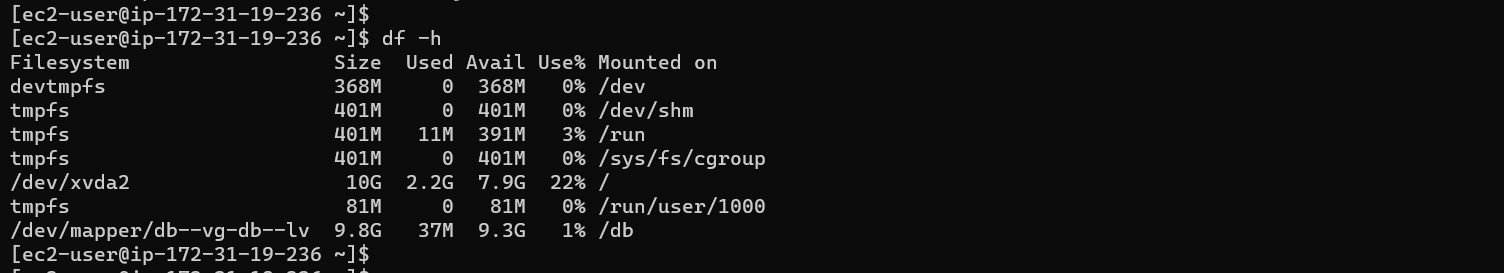 [ec2-user@ip-172-31-19-236 ~]$
[ec2-user@ip-172-31-19-236 ~]$ df -h
Filesystem                 Size  Used Avail Use% Mounted on
devtmpfs                   368M     0  368M   0% /dev
tmpfs                      401M     0  401M   0% /dev/shm
tmpfs                      401M   11M  391M   3% /run
tmpfs                      401M     0  401M   0% /sys/fs/cgroup
/dev/xvda2                  10G  2.2G  7.9G  22% /
tmpfs                       81M     0   81M   0% /run/user/1000
/dev/mapper/db--vg-db--lv  9.8G   37M  9.3G   1% /db
[ec2-user@ip-172-31-19-236 ~]$